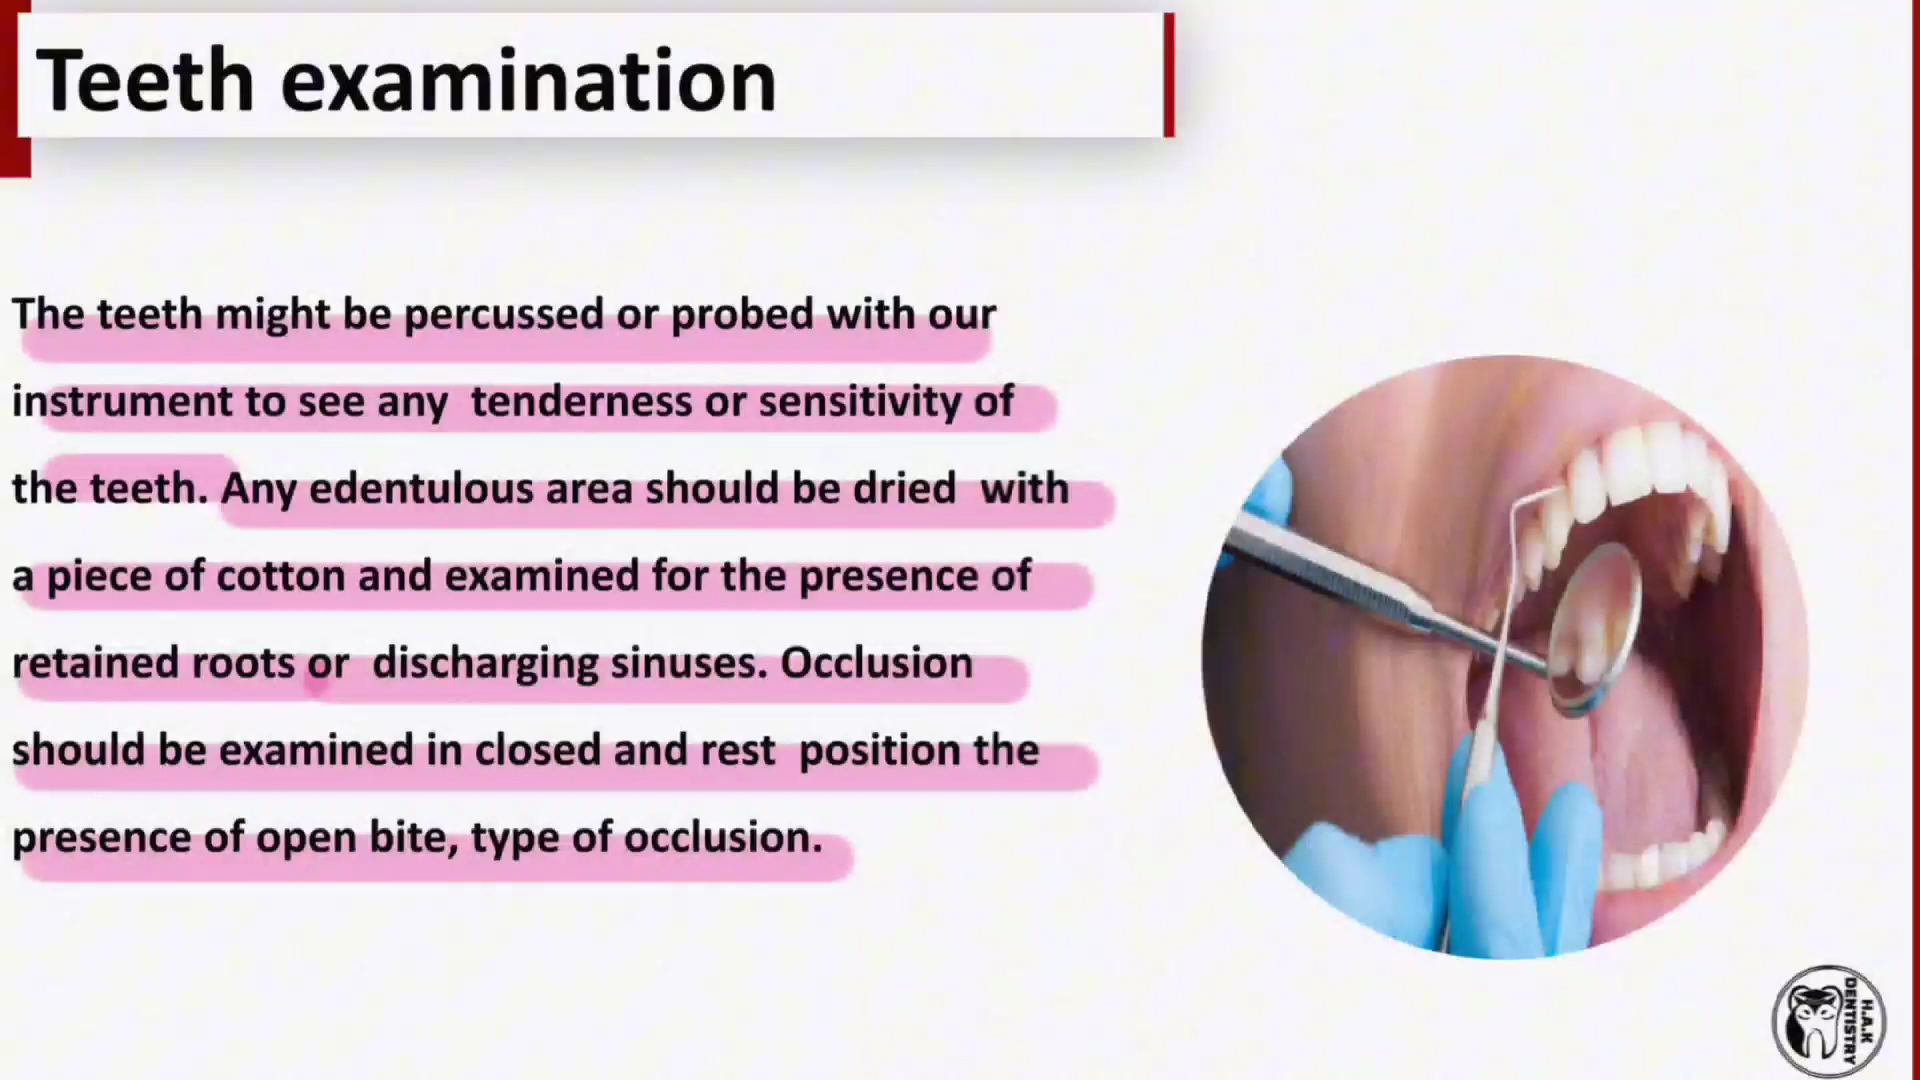 Teeth examination
The teeth might be percussed or probed with our
instrument to see any tenderness or sensitivity of
the teeth. Any edentulous area should be dried with
a piece of cotton and examined for the presence of
retained roots or discharging sinuses. Occlusion
should be examined in closed and rest position the
presence of open bite, type of occlusion.
H.A.K
DENTISTRY